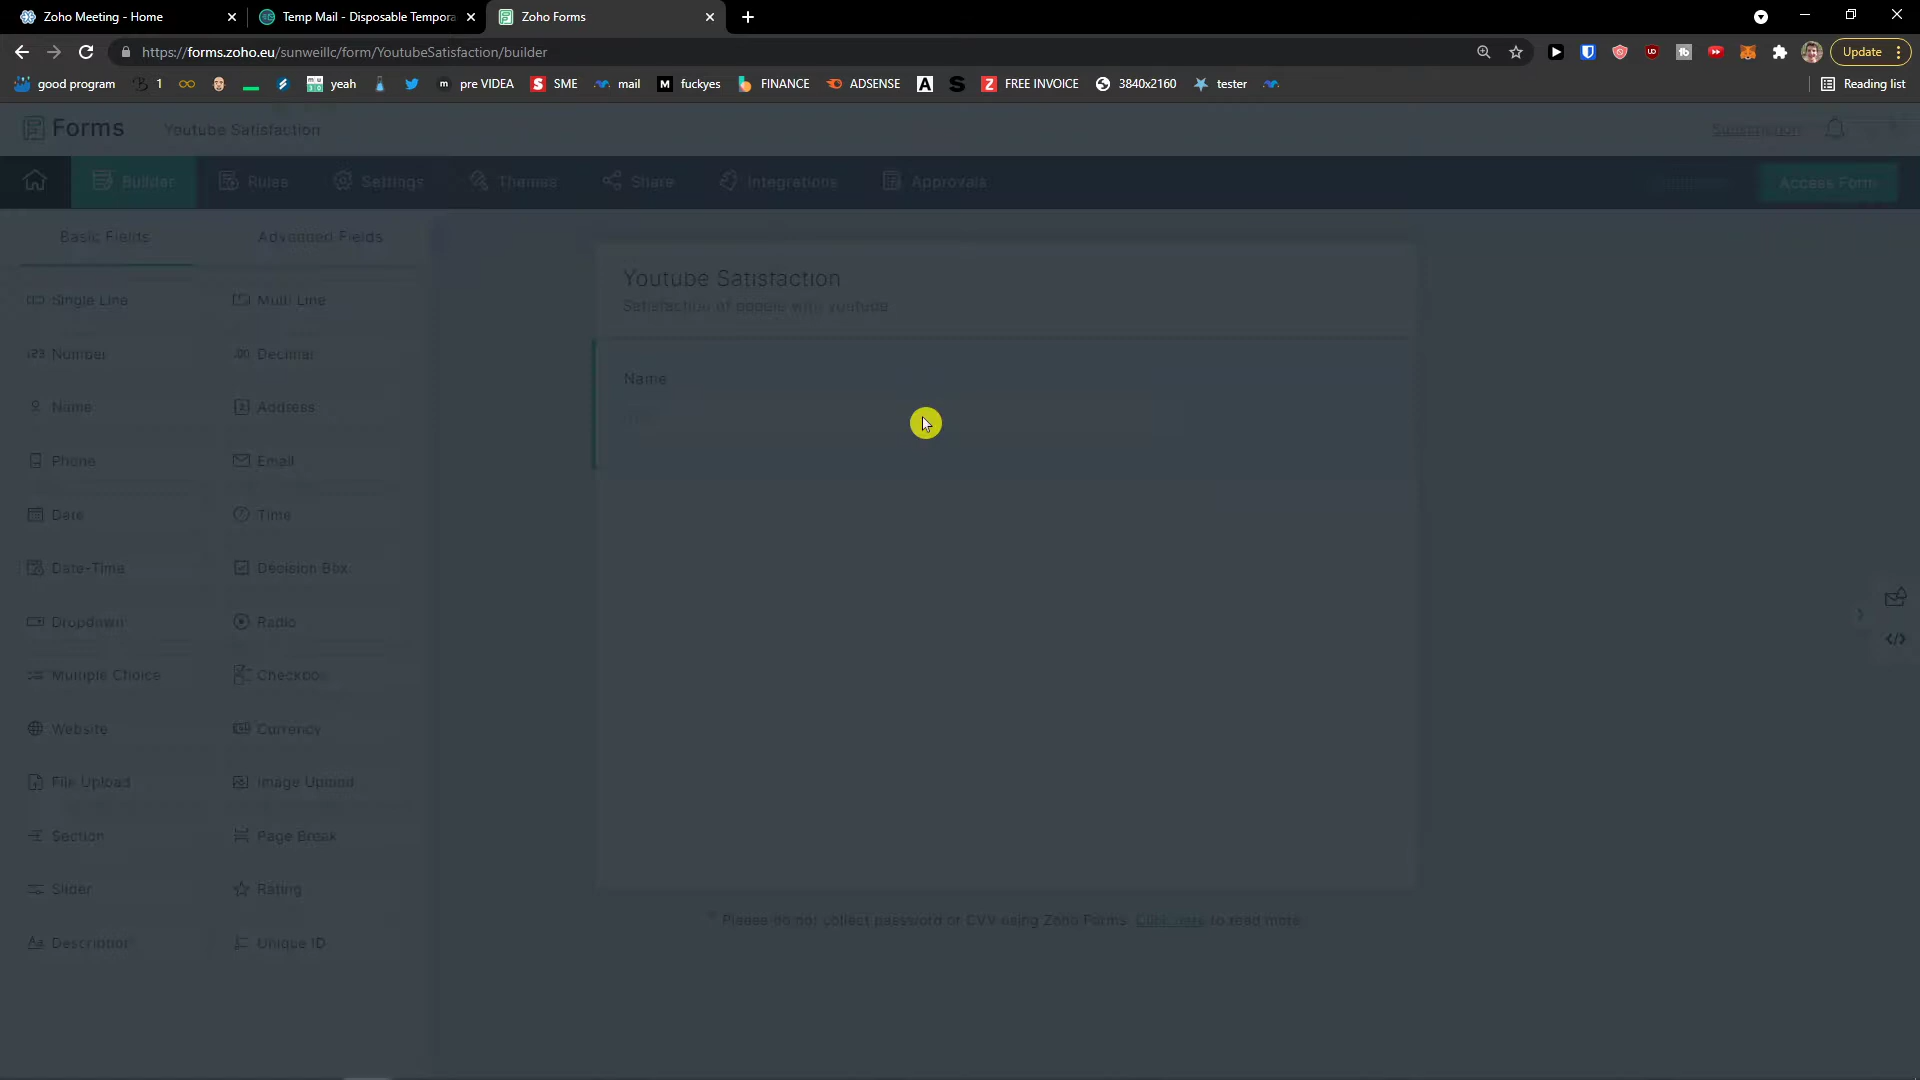 Zoho Meeting - Home
Temp Mail - Disposable Tempora
Zoho Forms
https://forms.zoho.eu/sunweillc/form/YoutubeSatisfaction/builder
Update
good program
1
yeah
pre VIDEA
SME
mail
fuckyes
FINANCE
ADSENSE
FREE INVOICE
3840x2160
tester
Reading list
Forms
Youtube Satisfaction
Subscription
Builder
Rules
Settings
Themes
Share
Integrations
Approvals
Access Form
Basic Fields
Advanced Fields
Single Line
Multi Line
Number
Decimal
Name
Address
Phone
Email
Date
Time
Date-Time
Decision Box
Dropdown
Radio
Multiple Choice
Checkbox
Website
Currency
File Upload
Image Upload
Section
Page Break
Slider
Rating
Description
Unique ID
Youtube Satisfaction
Satisfaction of people with youtube
Name
* Please do not collect password or CVV using Zoho Forms. Click here to read more.